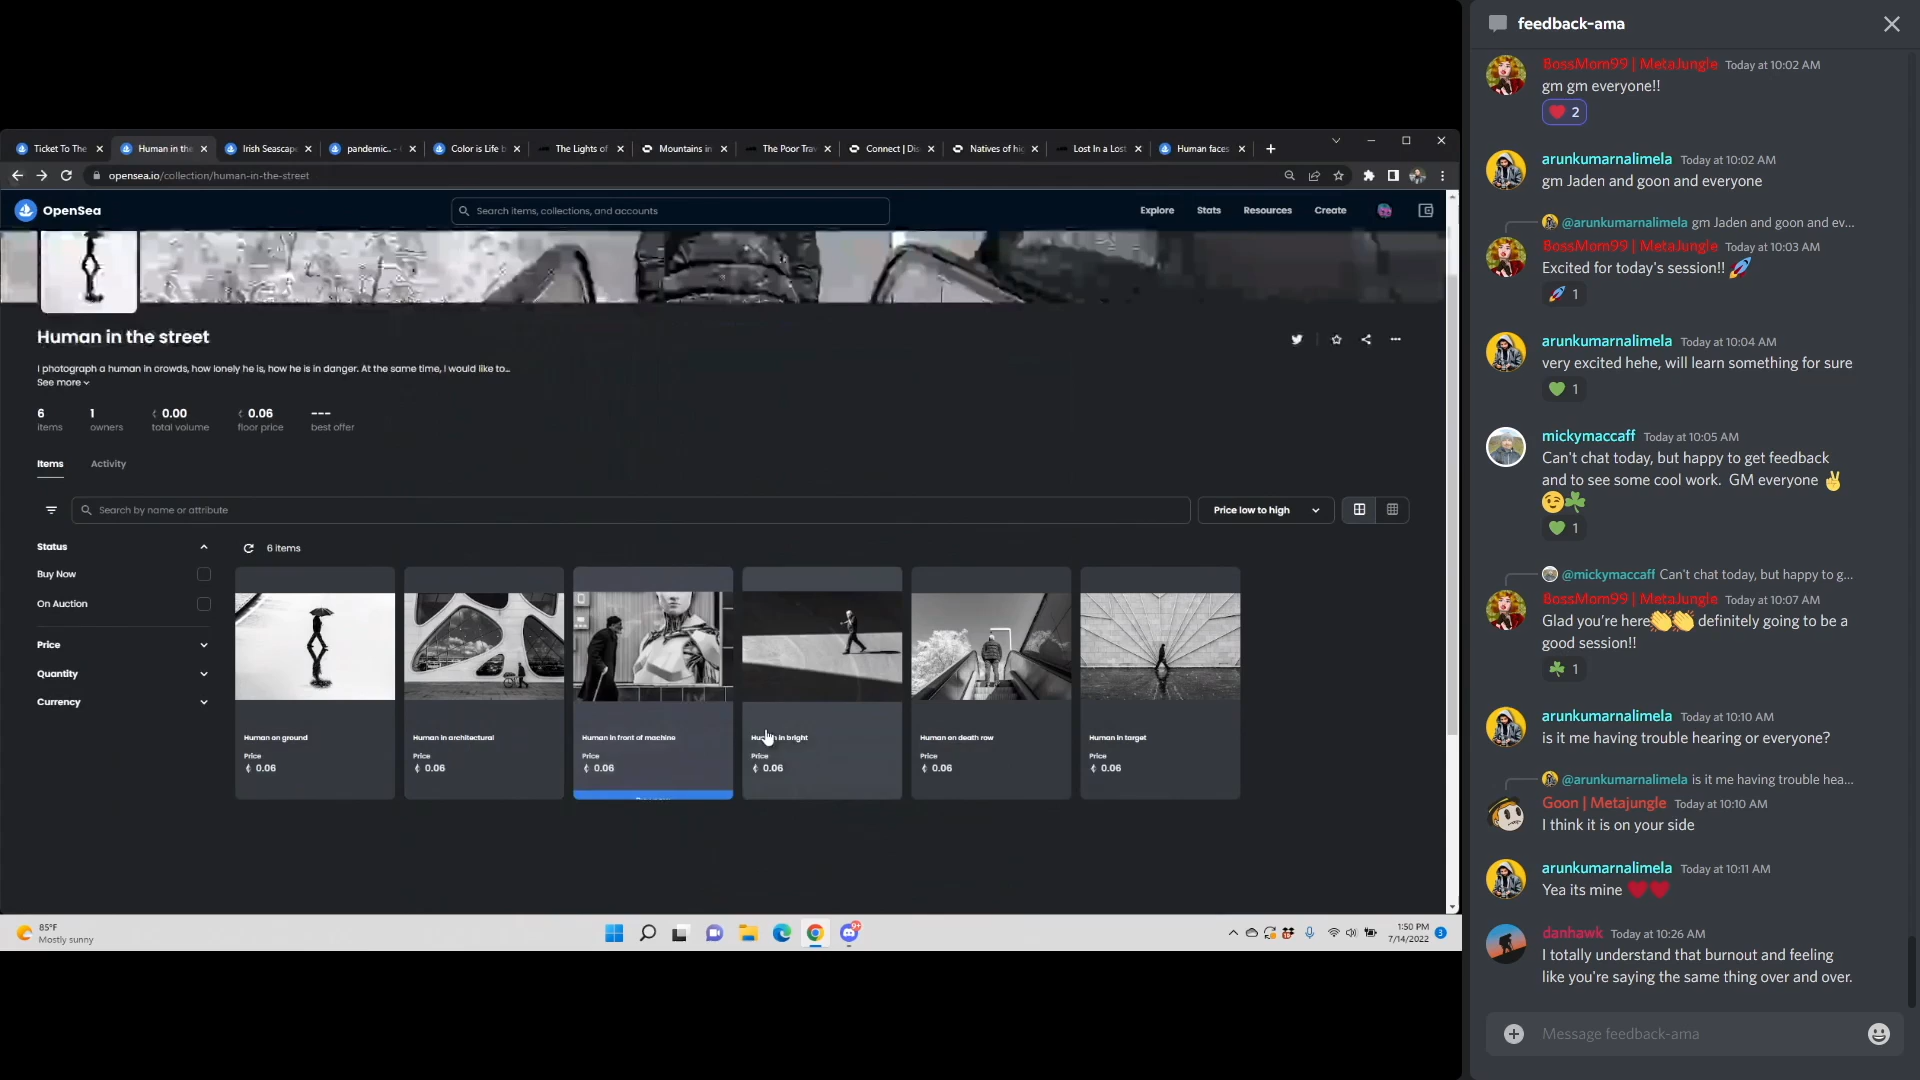 Ticket To The
Human in the
Irish Seascap
pandemic.. -
Color is Life b
The Lights of
Mountains in
The Poor Trav
Connect | Dis
Natives of hi
Lost In a Lost
Human faces
opensea.io/collection/human-in-the-street
OpenSea
Search items, collections, and accounts
Explore
Stats
Resources
Create
Human in the street
I photograph a human in crowds, how lonely he is, how he is in danger. At the same time, I would like to...
See more
6
items
1
owners
0.00
total volume
0.06
floor price
---
best offer
Items
Activity
Search by name or attribute
Price low to high
Status
Buy Now
On Auction
Price
Quantity
Currency
6 items
Human on ground
Price
0.06
Human in architectural
Price
0.06
Human in front of machine
Price
0.06
Human in bright
Price
0.06
Human on death row
Price
0.06
Human in target
Price
0.06
85°F
Mostly sunny
1:50 PM
7/14/2022
3
feedback-ama
BossMom99 | MetaJungle Today at 10:02 AM
gm gm everyone!!
2
arunkumarnalimela Today at 10:02 AM
gm Jaden and goon and everyone
@arunkumarnalimela gm Jaden and goon and ev...
BossMom99 | MetaJungle Today at 10:03 AM
Excited for today's session!! 🚀
1
arunkumarnalimela Today at 10:04 AM
very excited hehe, will learn something for sure
1
mickymaccaff Today at 10:05 AM
Can't chat today, but happy to get feedback
and to see some cool work. GM everyone ✌️
😉☘️
1
@mickymaccaff Can't chat today, but happy to g...
BossMom99 | MetaJungle Today at 10:07 AM
Glad you're here👏👏 definitely going to be a
good session!!
1
arunkumarnalimela Today at 10:10 AM
is it me having trouble hearing or everyone?
@arunkumarnalimela is it me having trouble hea...
Goon | Metajungle Today at 10:10 AM
I think it is on your side
arunkumarnalimela Today at 10:11 AM
Yea its mine ♥️♥️
danhawk Today at 10:26 AM
I totally understand that burnout and feeling
like you're saying the same thing over and over.
Message feedback-ama